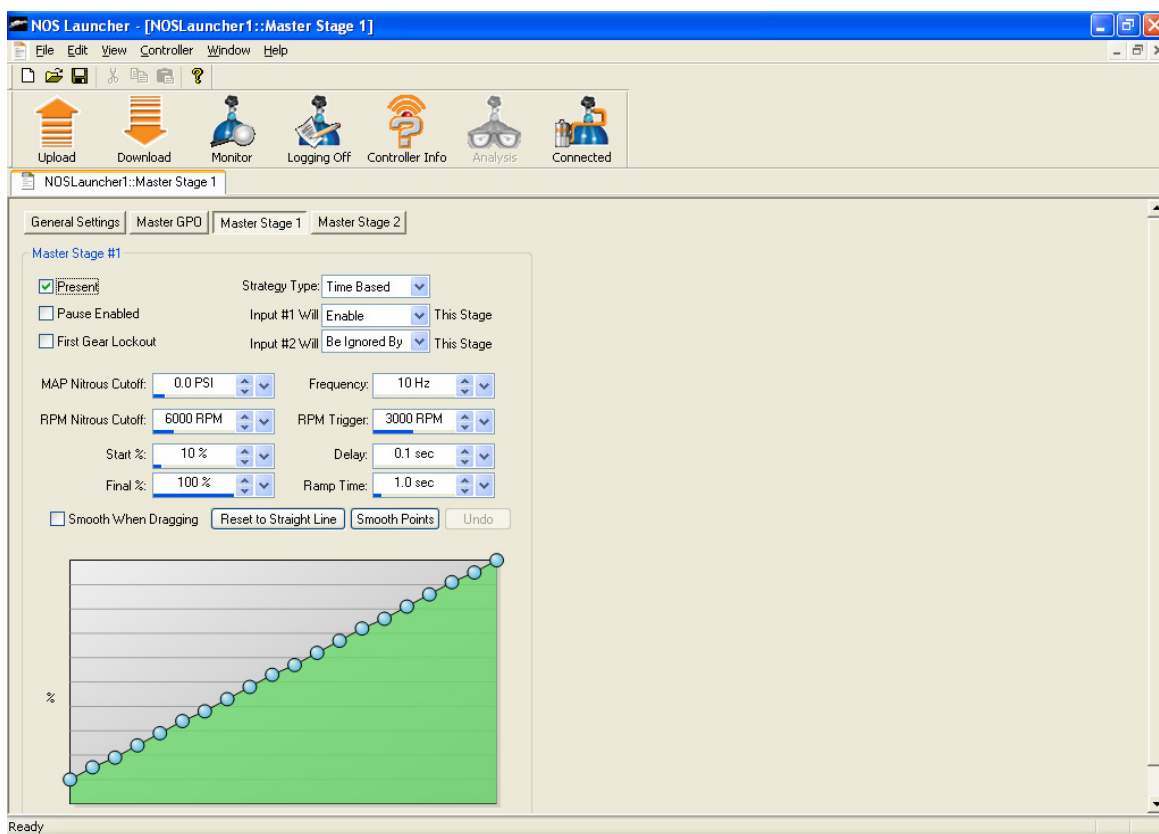 NOS Launcher - [NOSLauncher1::Master Stage 1]
File Edit View Controller Window Help
Upload Download Monitor Logging Off Controller Info Analysis Connected
NOSLauncher1::Master Stage 1
General Settings Master GPO Master Stage 1 Master Stage 2
Master Stage #1
Present Strategy Type: Time Based
Pause Enabled Input #1 Will Enable This Stage
First Gear Lockout Input #2 Will Be Ignored By This Stage
MAP Nitrous Cutoff: 0.0 PSI Frequency: 10 Hz
RPM Nitrous Cutoff: 6000 RPM RPM Trigger: 3000 RPM
Start %: 10 % Delay: 0.1 sec
Final %: 100 % Ramp Time: 1.0 sec
Smooth When Dragging Reset to Straight Line Smooth Points Undo
%
Ready